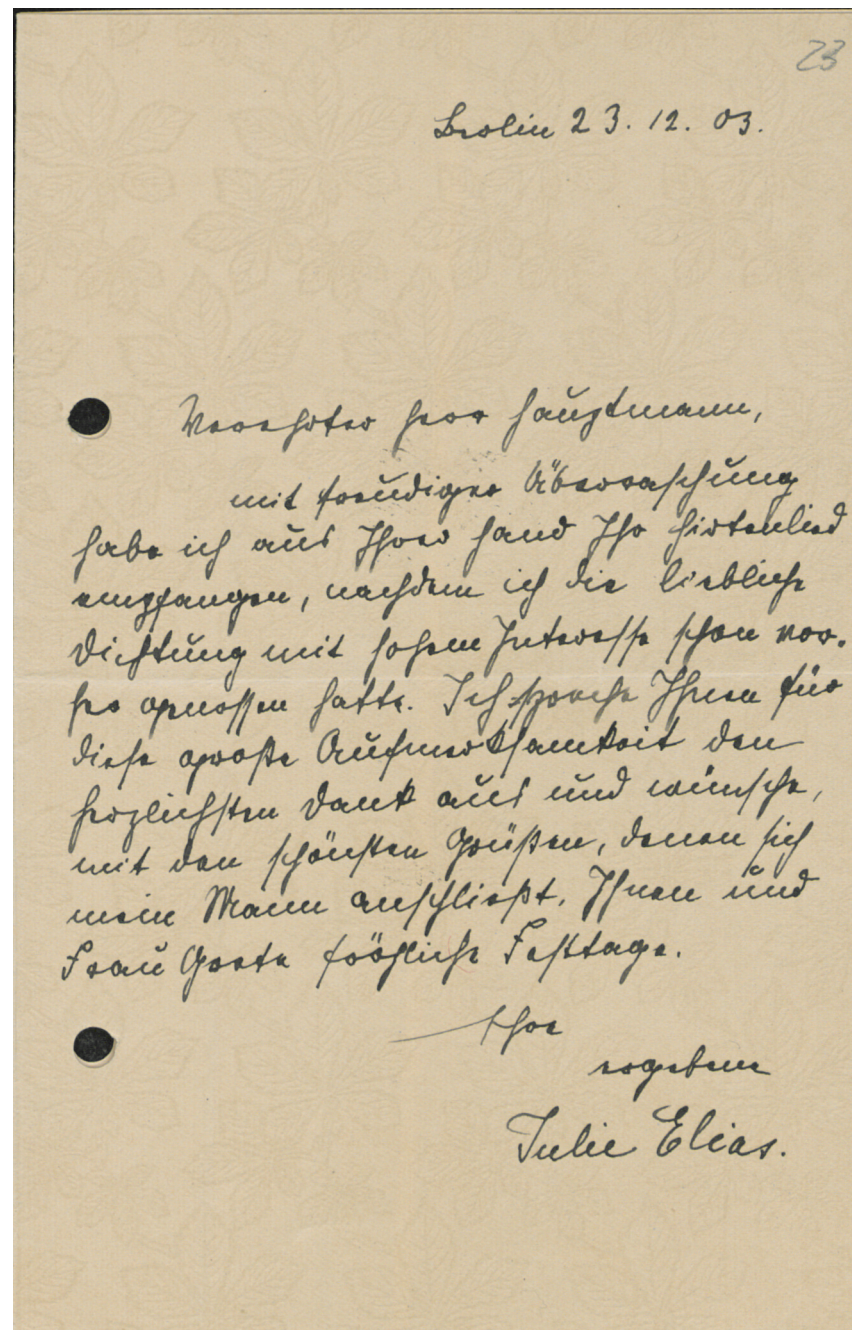 23
Berlin 23. 12. 03.
Verehrter Herr Hauptmann,
mit freudiger Überraschung
habe ich aus Ihrer Hand Ihr Hirtenlied
empfangen, nachdem ich die liebliche
Dichtung mit hohem Interesse schon vor-
her genossen hatte. Ich spreche Ihnen für
diese große Aufmerksamkeit den
herzlichsten Dank aus und wünsche,
mit den schönsten Grüßen, denen sich
mein Mann anschließt, Ihnen und
Frau Grete fröhliche Festtage.
Ihre
ergebene
Julie Elias.